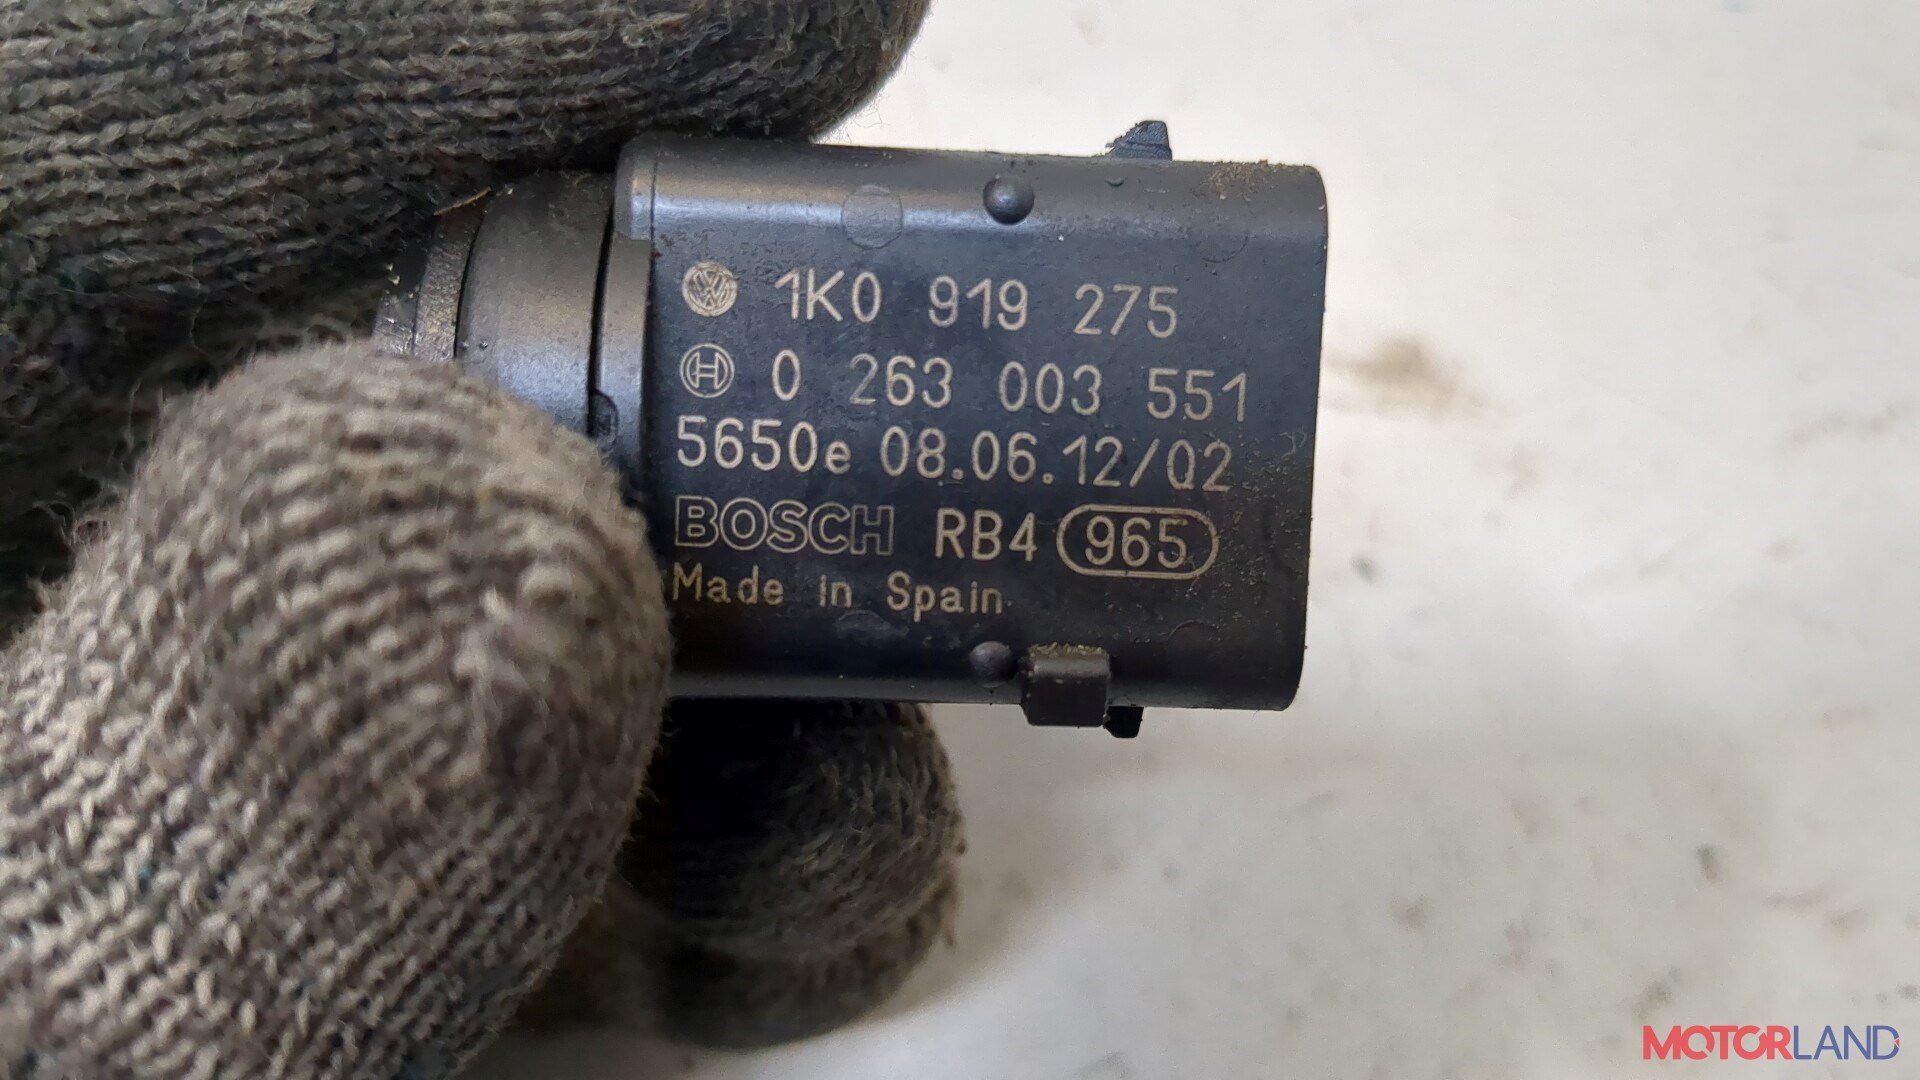 1K0 919 275
0 263 003 551
5650e 08.06.12/Q2
BOSCH RB4 965
Made in Spain
MOTORLAND